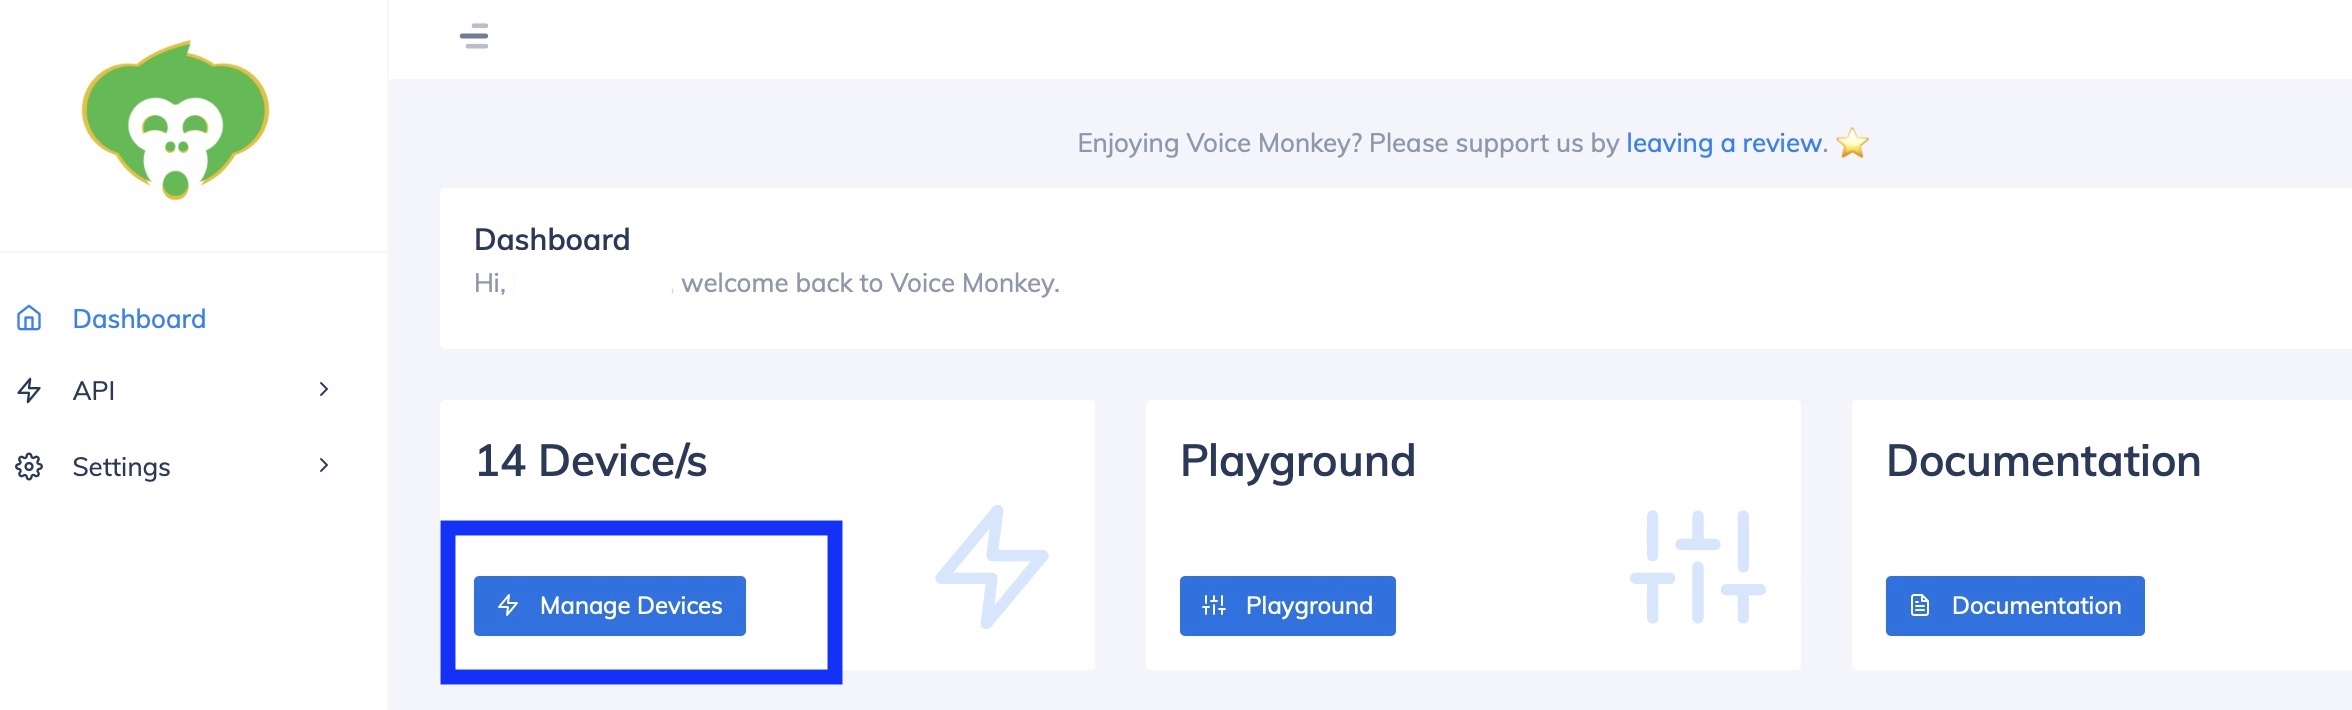 Enjoying Voice Monkey? Please support us by leaving a review. ⭐
Dashboard
Hi, , welcome back to Voice Monkey.
Dashboard
API
Settings
14 Device/s
Manage Devices
Playground
Playground
Documentation
Documentation